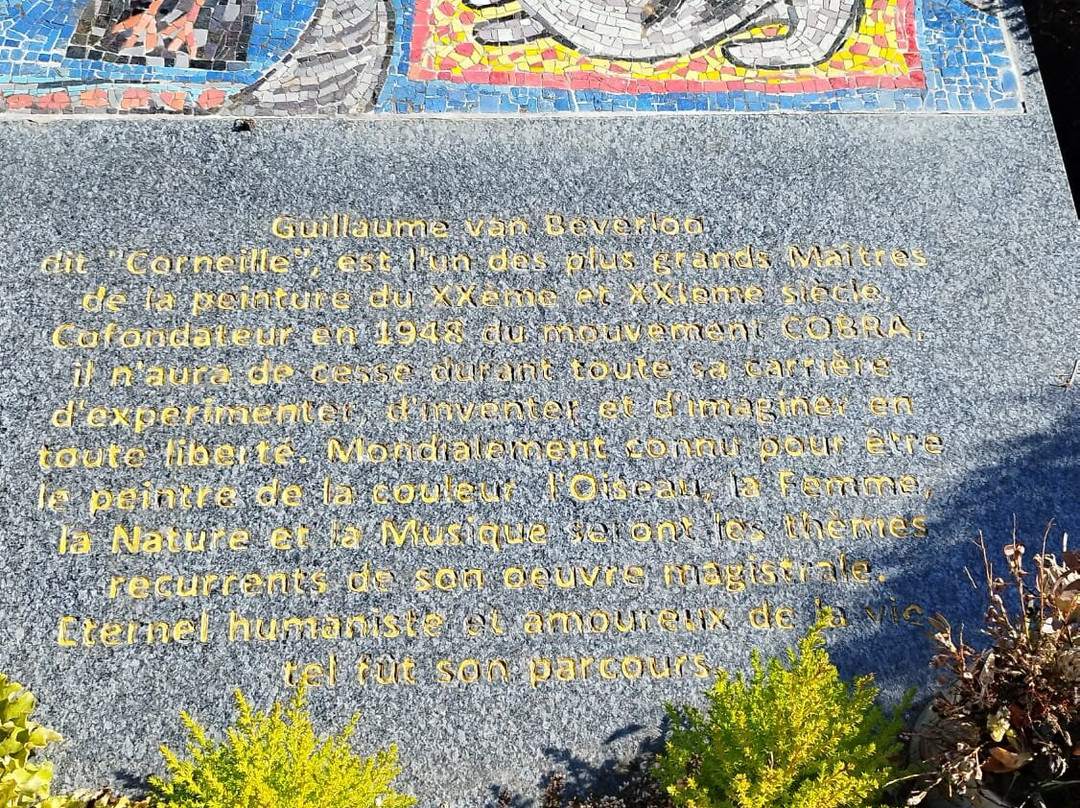 Guillaume van Beverloo
dit "Corneille", est l'un des plus grands Maîtres
de la peinture du XXème et XXIème siècle.
Cofondateur en 1948 du mouvement COBRA,
il n'aura de cesse durant toute sa carrière
d'experimenter, d'inventer et d'imaginer en
toute liberté. Mondialement connu pour être
le peintre de la couleur, l'Oiseau, la Femme,
la Nature et la Musique seront les thèmes
recurrents de son oeuvre magistrale.
Eternel humaniste et amoureux de la vie
tel fût son parcours.